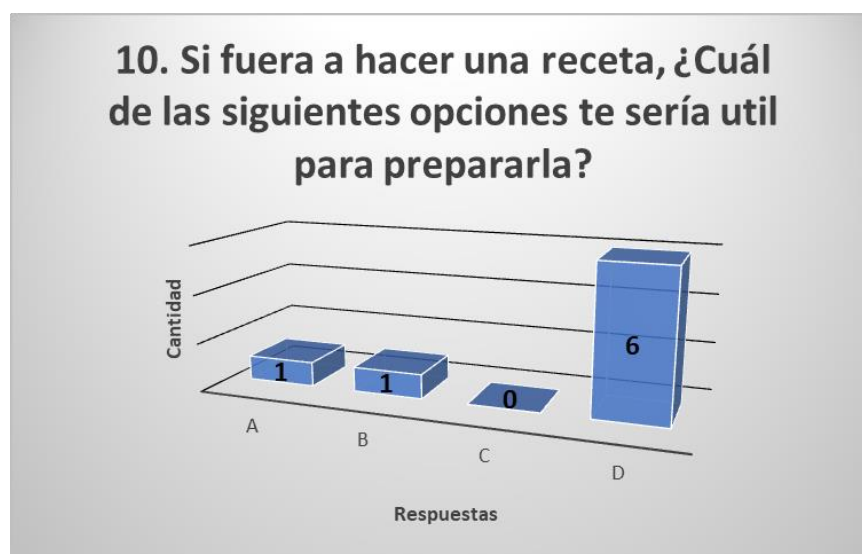 10. Si fuera a hacer una receta, ¿Cuál
de las siguientes opciones te sería util
para prepararla?
Cantidad
1
1
0
6
A
B
C
D
Respuestas